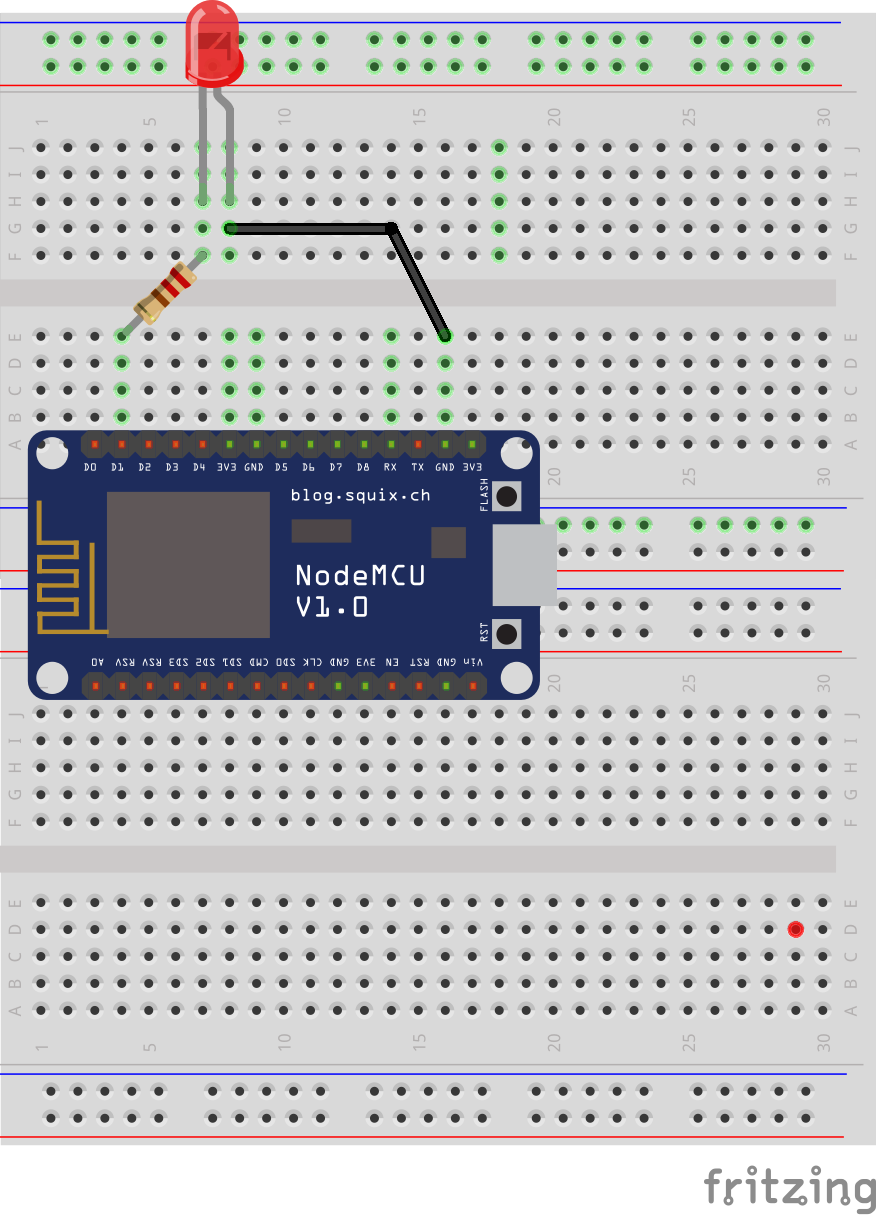 1 5 10 15 20 25 30
J J
I I
H H
G G
F F
E E
D D
C C
B B
A A
D0 D1 D2 D3 D4 3V3 GND D5 D6 D7 D8 RX TX GND 3V3
20 25 30
blog.squix.ch
FLASH
NodeMCU
V1.0
RST
A0 RSV RSV SD3 SD2 SD1 CMD SD0 CLK GND 3V3 EN RST GND Vin
1 20 25 30
J J
I I
H H
G G
F F
E E
D D
C C
B B
A A
1 5 10 15 20 25 30
fritzing